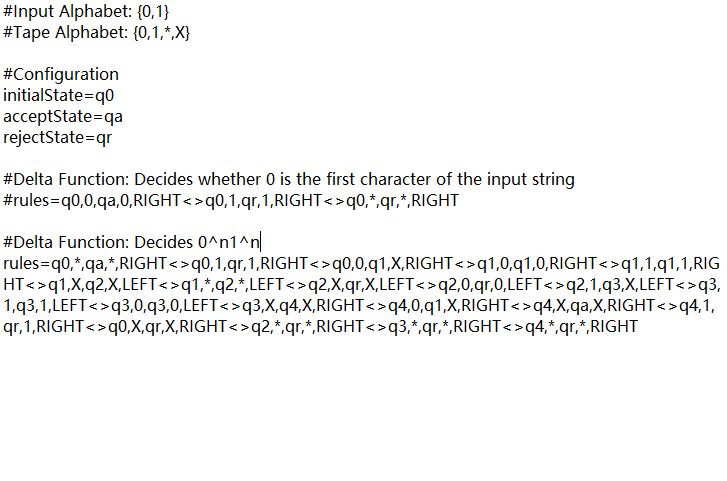 #Input Alphabet: {0,1}
#Tape Alphabet: {0,1,*,X}
#Configuration
initialState=q0
acceptState=qa
rejectState=qr
#Delta Function: Decides whether 0 is the first character of the input string
#rules=q0,0,qa,0,RIGHT<>q0,1,qr,1,RIGHT<>q0,*,qr,*,RIGHT
#Delta Function: Decides 0^n1^n
rules=q0,*,qa,*,RIGHT<>q0,1,qr,1,RIGHT<>q0,0,q1,X,RIGHT<>q1,0,q1,0,RIGHT<>q1,1,q1,1,RIG
HT<>q1,X,q2,X,LEFT<>q1,*,q2,*,LEFT<>q2,X,qr,X,LEFT<>q2,0,qr,0,LEFT<>q2,1,q3,X,LEFT<>q3,
1,q3,1,LEFT<>q3,0,q3,0,LEFT<>q3,X,q4,X,RIGHT<>q4,0,q1,X,RIGHT<>q4,X,qa,X,RIGHT<>q4,1,
qr,1,RIGHT<>q0,X,qr,X,RIGHT<>q2,*,qr,*,RIGHT<>q3,*,qr,*,RIGHT<>q4,*,qr,*,RIGHT